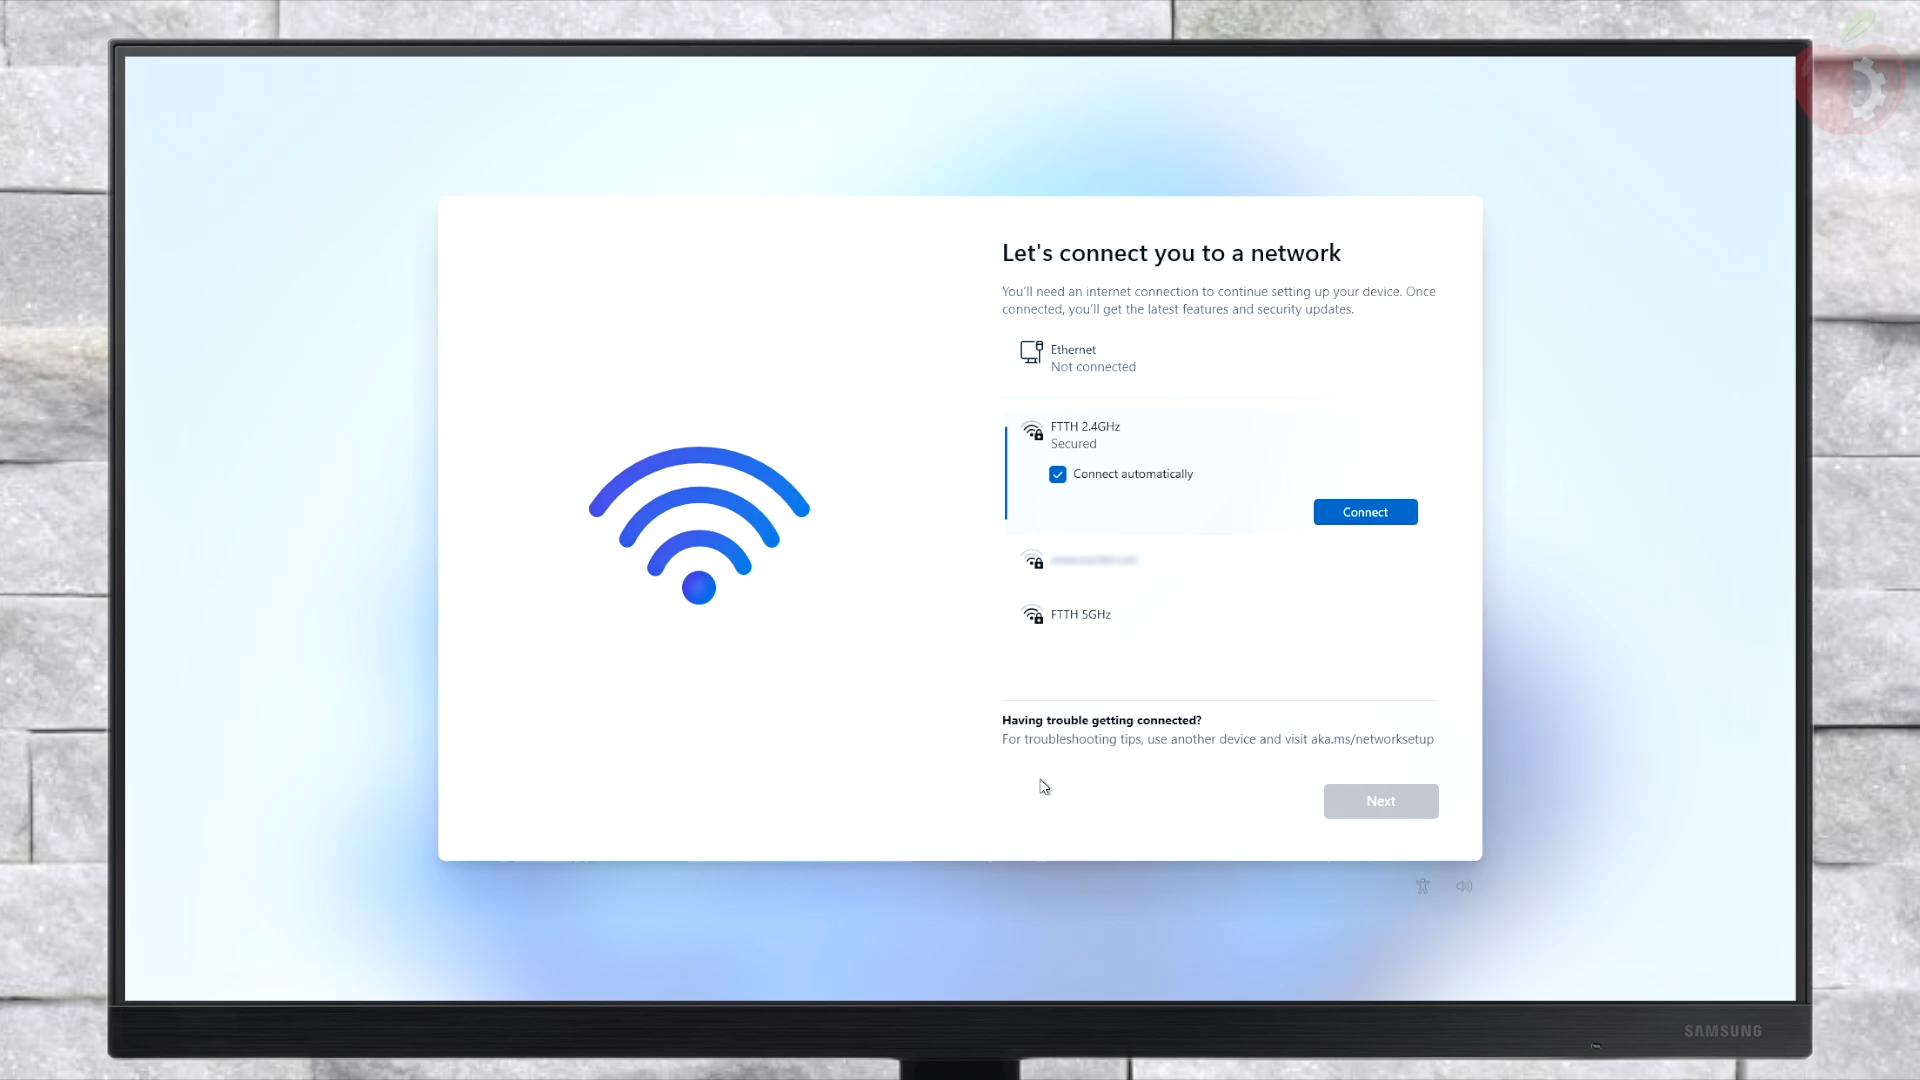 Let's connect you to a network
You'll need an internet connection to continue setting up your device. Once
connected, you'll get the latest features and security updates.
Ethernet
Not connected
FTTH 2.4GHz
Secured
Connect automatically
Connect
FTTH 5GHz
Having trouble getting connected?
For troubleshooting tips, use another device and visit aka.ms/networksetup
Next
SAMSUNG